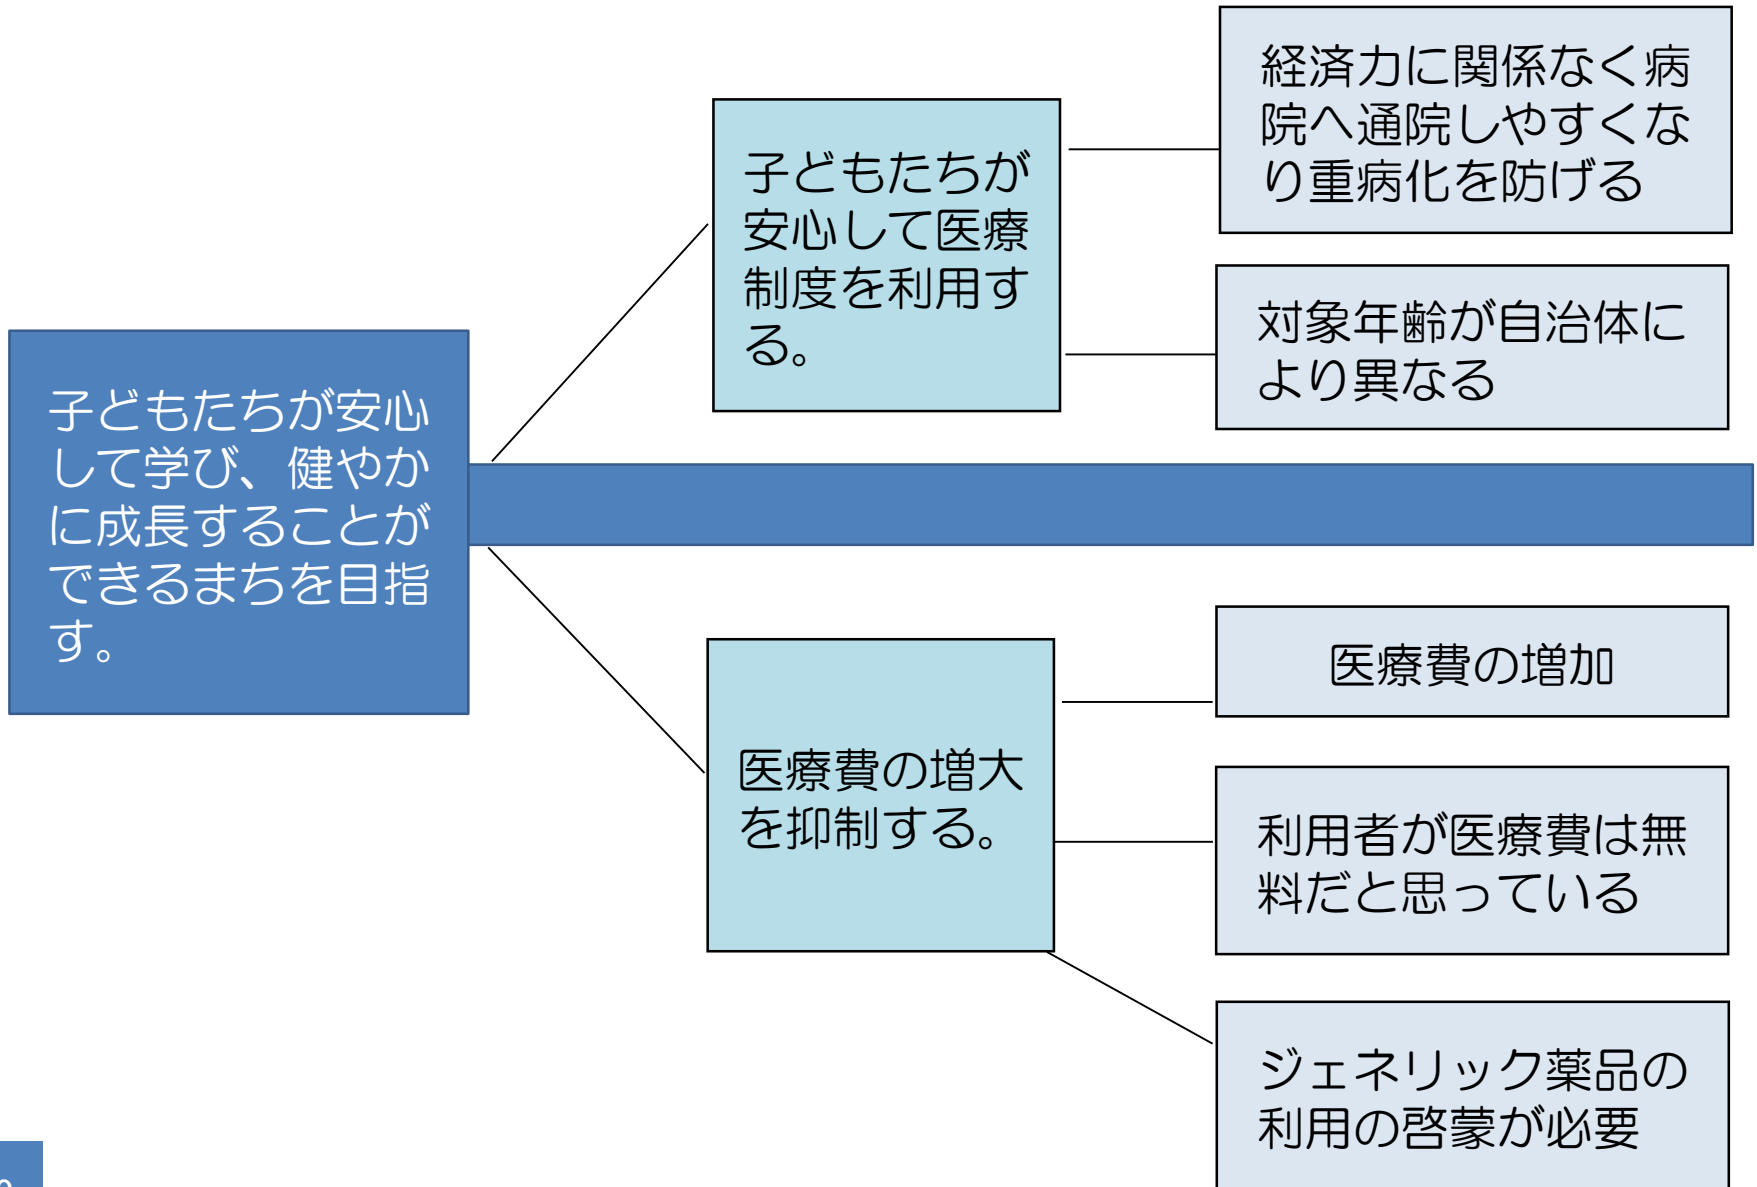 経済力に関係なく病
院へ通院しやすくな
り重病化を防げる
子どもたちが
安心して医療
制度を利用す
る。
対象年齢が自治体に
より異なる
子どもたちが安心
して学び、健やか
に成長することが
できるまちを目指
す。
医療費の増加
医療費の増大
を抑制する。
利用者が医療費は無
料だと思っている
ジェネリック薬品の
利用の啓蒙が必要